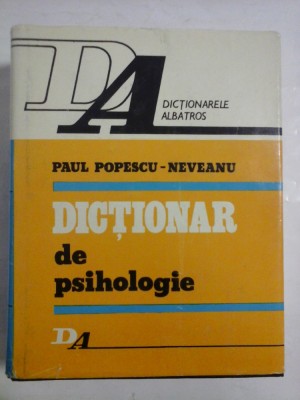 DA
DICȚIONARELE
ALBATROS
PAUL POPESCU-NEVEANU
DICȚIONAR
de
psihologie
DA